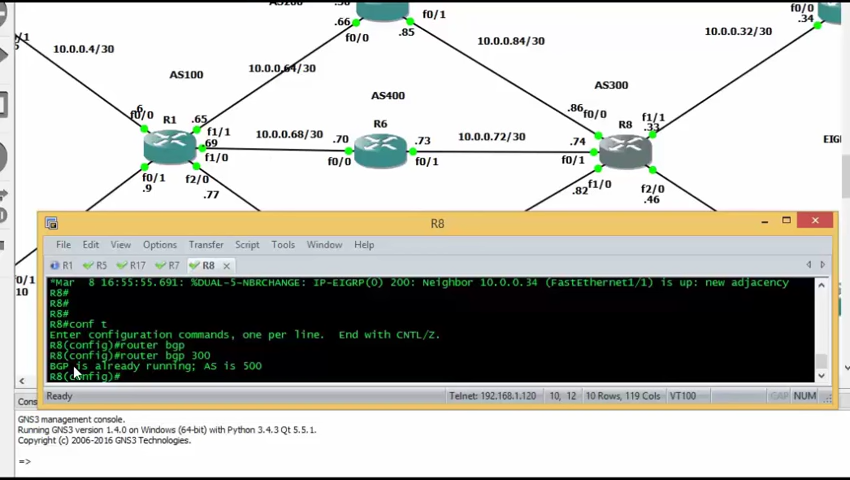 .66
.85
f0/0
.34
f0/0
f0/1
10.0.0.4/30
10.0.0.84/30
10.0.0.32/30
10.0.0.64/30
AS100
AS400
AS300
.6
f0/0
R1
.65
f1/1
.69
f1/0
10.0.0.68/30
.70
f0/0
R6
.73
f0/1
10.0.0.72/30
.86
f0/0
R8
f1/1
.33
.74
f0/1
f0/1
.9
f2/0
.77
f1/0
.82
f2/0
.46
R8
File Edit View Options Transfer Script Tools Window Help
R1 R5 R17 R7 R8
*Mar  8 16:55:55.691: %DUAL-5-NBRCHANGE: IP-EIGRP(0) 200: Neighbor 10.0.0.34 (FastEthernet1/1) is up: new adjacency
R8#
R8#
R8#
R8#conf t
Enter configuration commands, one per line.  End with CNTL/Z.
R8(config)#router bgp
R8(config)#router bgp 300
BGP is already running; AS is 500
R8(config)#
Ready Telnet: 192.168.1.120 10, 12 10 Rows, 119 Cols VT100 CAP NUM
f0/1
10
GNS3 management console.
Running GNS3 version 1.4.0 on Windows (64-bit) with Python 3.4.3 Qt 5.5.1.
Copyright (c) 2006-2016 GNS3 Technologies.
=>